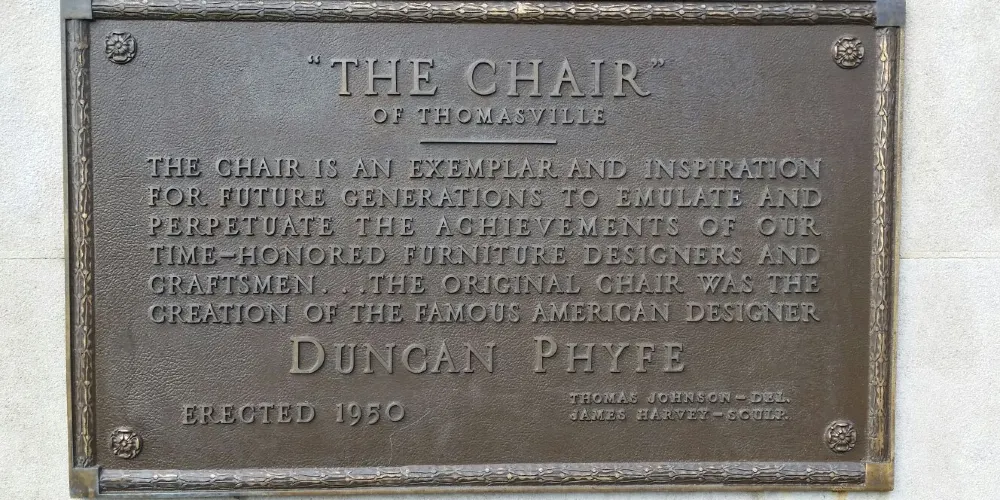 "THE CHAIR"
OF THOMASVILLE
THE CHAIR IS AN EXEMPLAR AND INSPIRATION
FOR FUTURE GENERATIONS TO EMULATE AND
PERPETUATE THE ACHIEVEMENTS OF OUR
TIME-HONORED FURNITURE DESIGNERS AND
CRAFTSMEN...THE ORIGINAL CHAIR WAS THE
CREATION OF THE FAMOUS AMERICAN DESIGNER
DUNCAN PHYFE
ERECTED 1950
THOMAS JOHNSON-DEL.
JAMES HARVEY-SCULP.